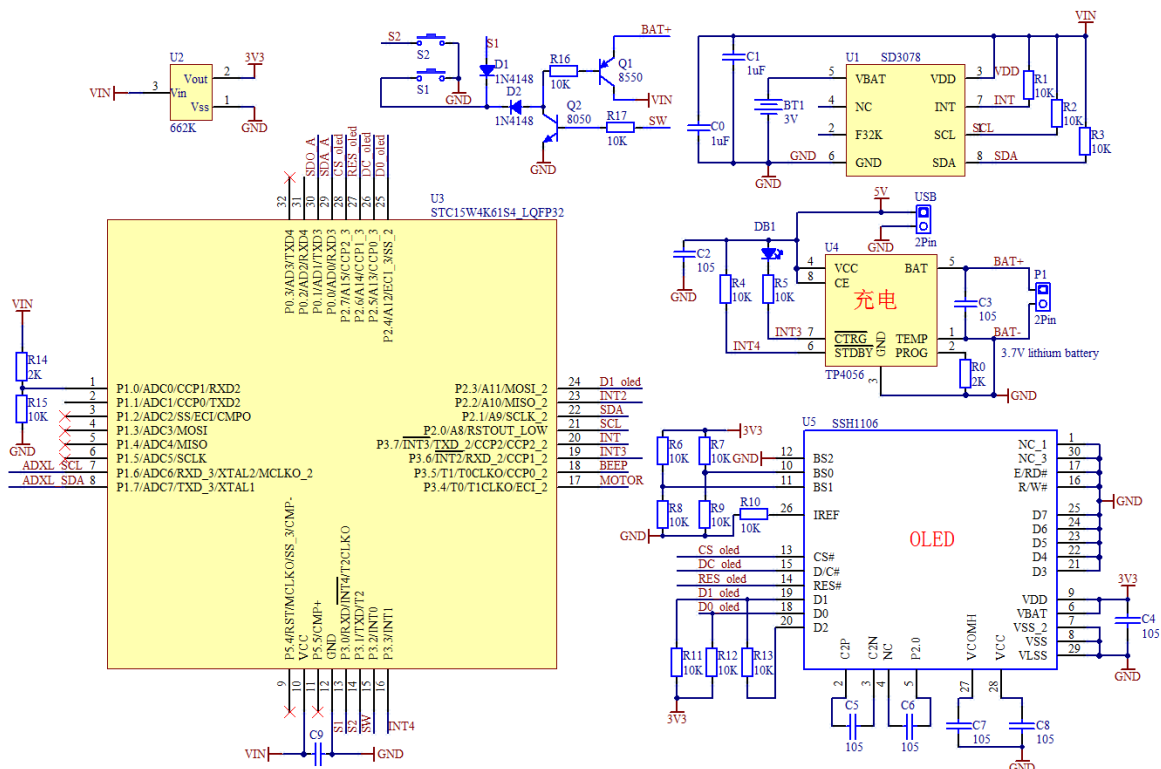 U2
3V3
Vout 2
VIN 3 Vin
Vss 1
GND
662K
S2
S2
S1
GND
S1
D1
1N4148
D2
1N4148
R16
10K
BAT+
Q1
8550
VIN
Q2
8050
R17
10K
SW
GND
VIN
C1
1uF
C0
1uF
BT1
3V
GND
GND
U1
SD3078
5 VBAT VDD 3
VDD
4 NC INT 7
INT
2 F32K SCL 1
SCL
6 GND SDA 8
SDA
R1
10K
R2
10K
R3
10K
U3
STC15W4K61S4_LQFP32
SDO_A
SDA_A
CS_oled
RES_oled
DC_oled
D0_oled
32 P0.3/AD3/TXD4
31 P0.2/AD2/RXD4
30 P0.1/AD1/TXD3
29 P0.0/AD0/RXD3
28 P2.7/A15/CCP2_3
27 P2.6/A14/CCP1_3
26 P2.5/A13/CCP0_3
25 P2.4/A12/ECI_3/SS_2
VIN
R14
2K
R15
10K
GND
1 P1.0/ADC0/CCP1/RXD2
2 P1.1/ADC1/CCP0/TXD2
3 P1.2/ADC2/SS/ECI/CMPO
4 P1.3/ADC3/MOSI
5 P1.4/ADC4/MISO
6 P1.5/ADC5/SCLK
ADXL_SCL 7 P1.6/ADC6/RXD_3/XTAL2/MCLKO_2
ADXL_SDA 8 P1.7/ADC7/TXD_3/XTAL1
P2.3/A11/MOSI_2 24 D1_oled
P2.2/A10/MISO_2 23 INT2
P2.1/A9/SCLK_2 22 SDA
P2.0/A8/RSTOUT_LOW 21 SCL
P3.7/INT3/TXD_2/CCP2/CCP2_2 20 INT
P3.6/INT2/RXD_2/CCP1_2 19 INT3
P3.5/T1/T0CLKO/CCP0_2 18 BEEP
P3.4/T0/T1CLKO/ECI_2 17 MOTOR
P5.4/RST/MCLKO/SS_3/CMP- 9
VCC 10
P5.5/CMP+ 11
GND 12
P3.0/RXD/INT4/T2CLKO 13
P3.1/TXD/T2 14
P3.2/INT0 15
P3.3/INT1 16
S1
S2
SW
INT4
VIN
C9
GND
5V
USB
GND
2Pin
DB1
C2
105
GND
R4
10K
R5
10K
INT3
INT4
U4
4 VCC BAT 5
8 CE
充电
7 CTRG TEMP 1
6 STDBY PROG 2
GND
3
TP4056
BAT+
C3
105
P1
2Pin
BAT-
3.7V lithium battery
R0
2K
GND
U5
SSH1106
3V3
R6
10K
R7
10K
GND
R8
10K
R9
10K
R10
10K
GND
12 BS2
10 BS0
11 BS1
26 IREF
CS_oled 13 CS#
DC_oled 15 D/C#
RES_oled 14 RES#
D1_oled 19 D1
D0_oled 18 D0
20 D2
OLED
NC_1 1
NC_3 30
E/RD# 17
R/W# 16
GND
D7 25
D6 24
D5 23
D4 22
D3 21
3V3
VDD 9
VBAT 6
VSS_2 7
VSS 8
VLSS 29
C4
105
GND
R11
10K
R12
10K
R13
10K
3V3
C2P 2
C2N 3
NC 4
P2.0 5
VCOMH 27
VCC 28
C5
105
C6
105
C7
105
C8
105
GND